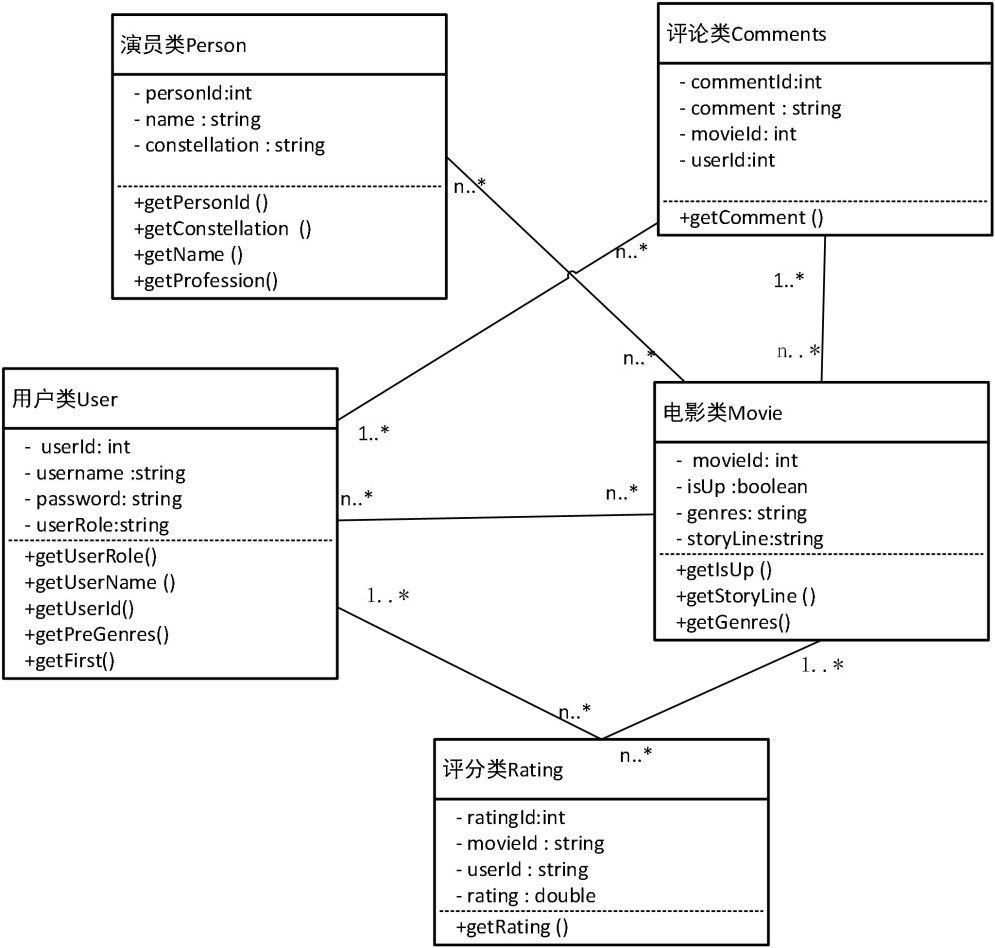 演员类Person
- personId:int
- name : string
- constellation : string
+getPersonId ()
+getConstellation  ()
+getName ()
+getProfession()
评论类Comments
- commentId:int
- comment : string
- movieId: int
- userId:int
+getComment ()
n..*
n..*
1..*
n..*
n..*
1..*
用户类User
-  userId: int
- username :string
- password: string
- userRole:string
+getUserRole()
+getUserName ()
+getUserId()
+getPreGenres()
+getFirst()
n..*
n..*
电影类Movie
-  movieId: int
- isUp :boolean
- genres: string
- storyLine:string
+getIsUp ()
+getStoryLine ()
+getGenres()
1..*
1..*
n..*
n..*
评分类Rating
- ratingId:int
- movieId : string
- userId : string
- rating : double
+getRating ()